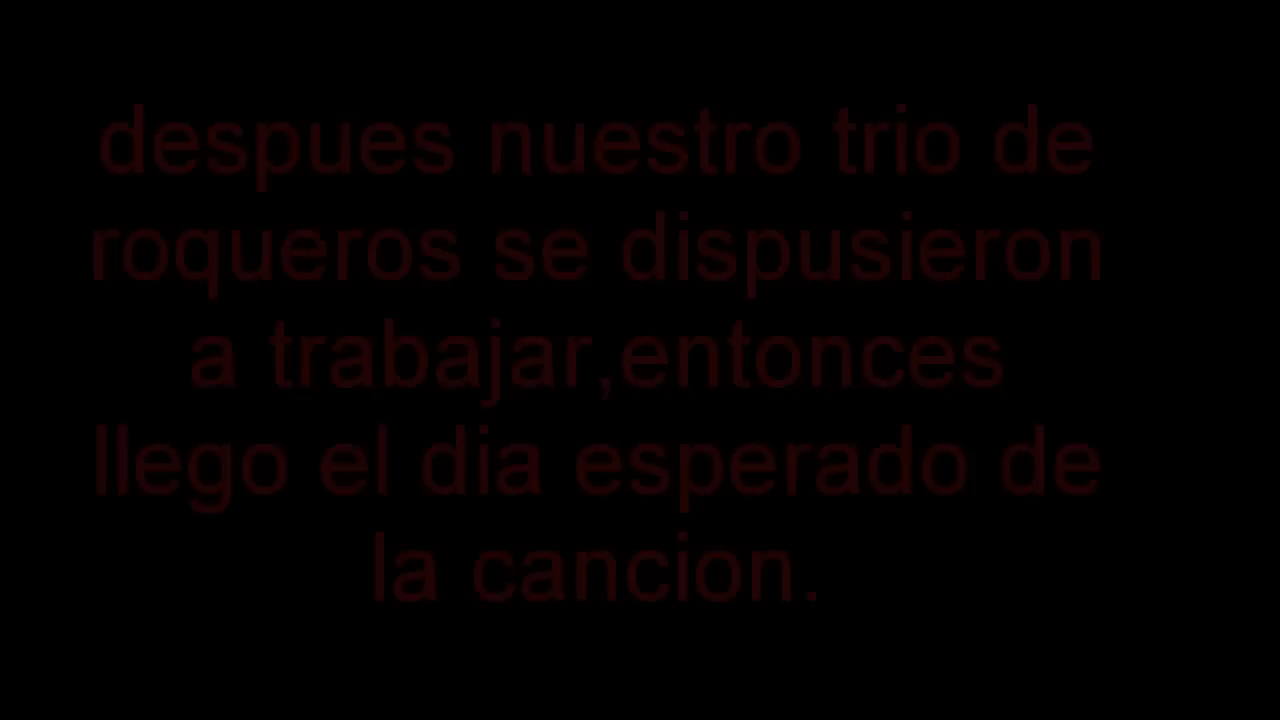 despues nuestro trio de
roqueros se dispusieron
a trabajar,entonces
llego el dia esperado de
la cancion.